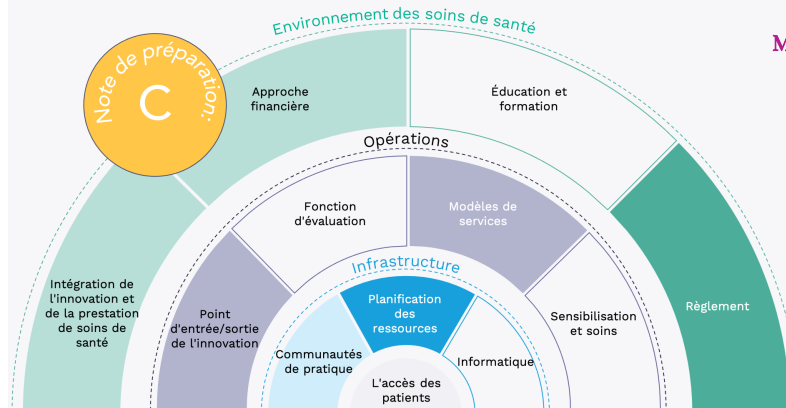 Environnement des soins de santé
Note de préparation:
C
M
Approche
financière
Éducation et
formation
Opérations
Fonction
d'évaluation
Modèles de
services
Infrastructure
Intégration de
l'innovation et
de la prestation
de soins de
santé
Point
d'entrée/sortie
de l'innovation
Planification
des
ressources
Sensibilisation
et soins
Règlement
Communautés
de pratique
Informatique
L'accès des
patients